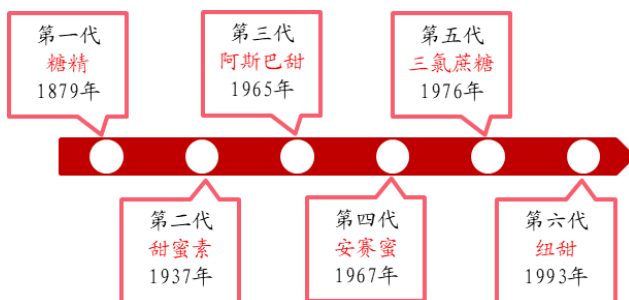 第一代
糖精
1879年
第三代
阿斯巴甜
1965年
第五代
三氯蔗糖
1976年
第二代
甜蜜素
1937年
第四代
安赛蜜
1967年
第六代
纽甜
1993年